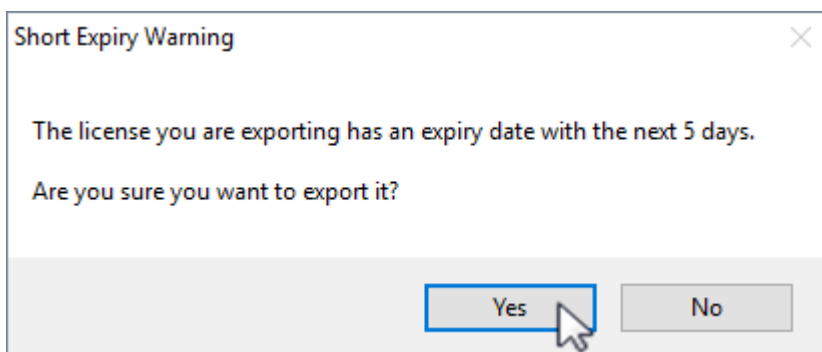 Short Expiry Warning
The license you are exporting has an expiry date with the next 5 days.
Are you sure you want to export it?
Yes No